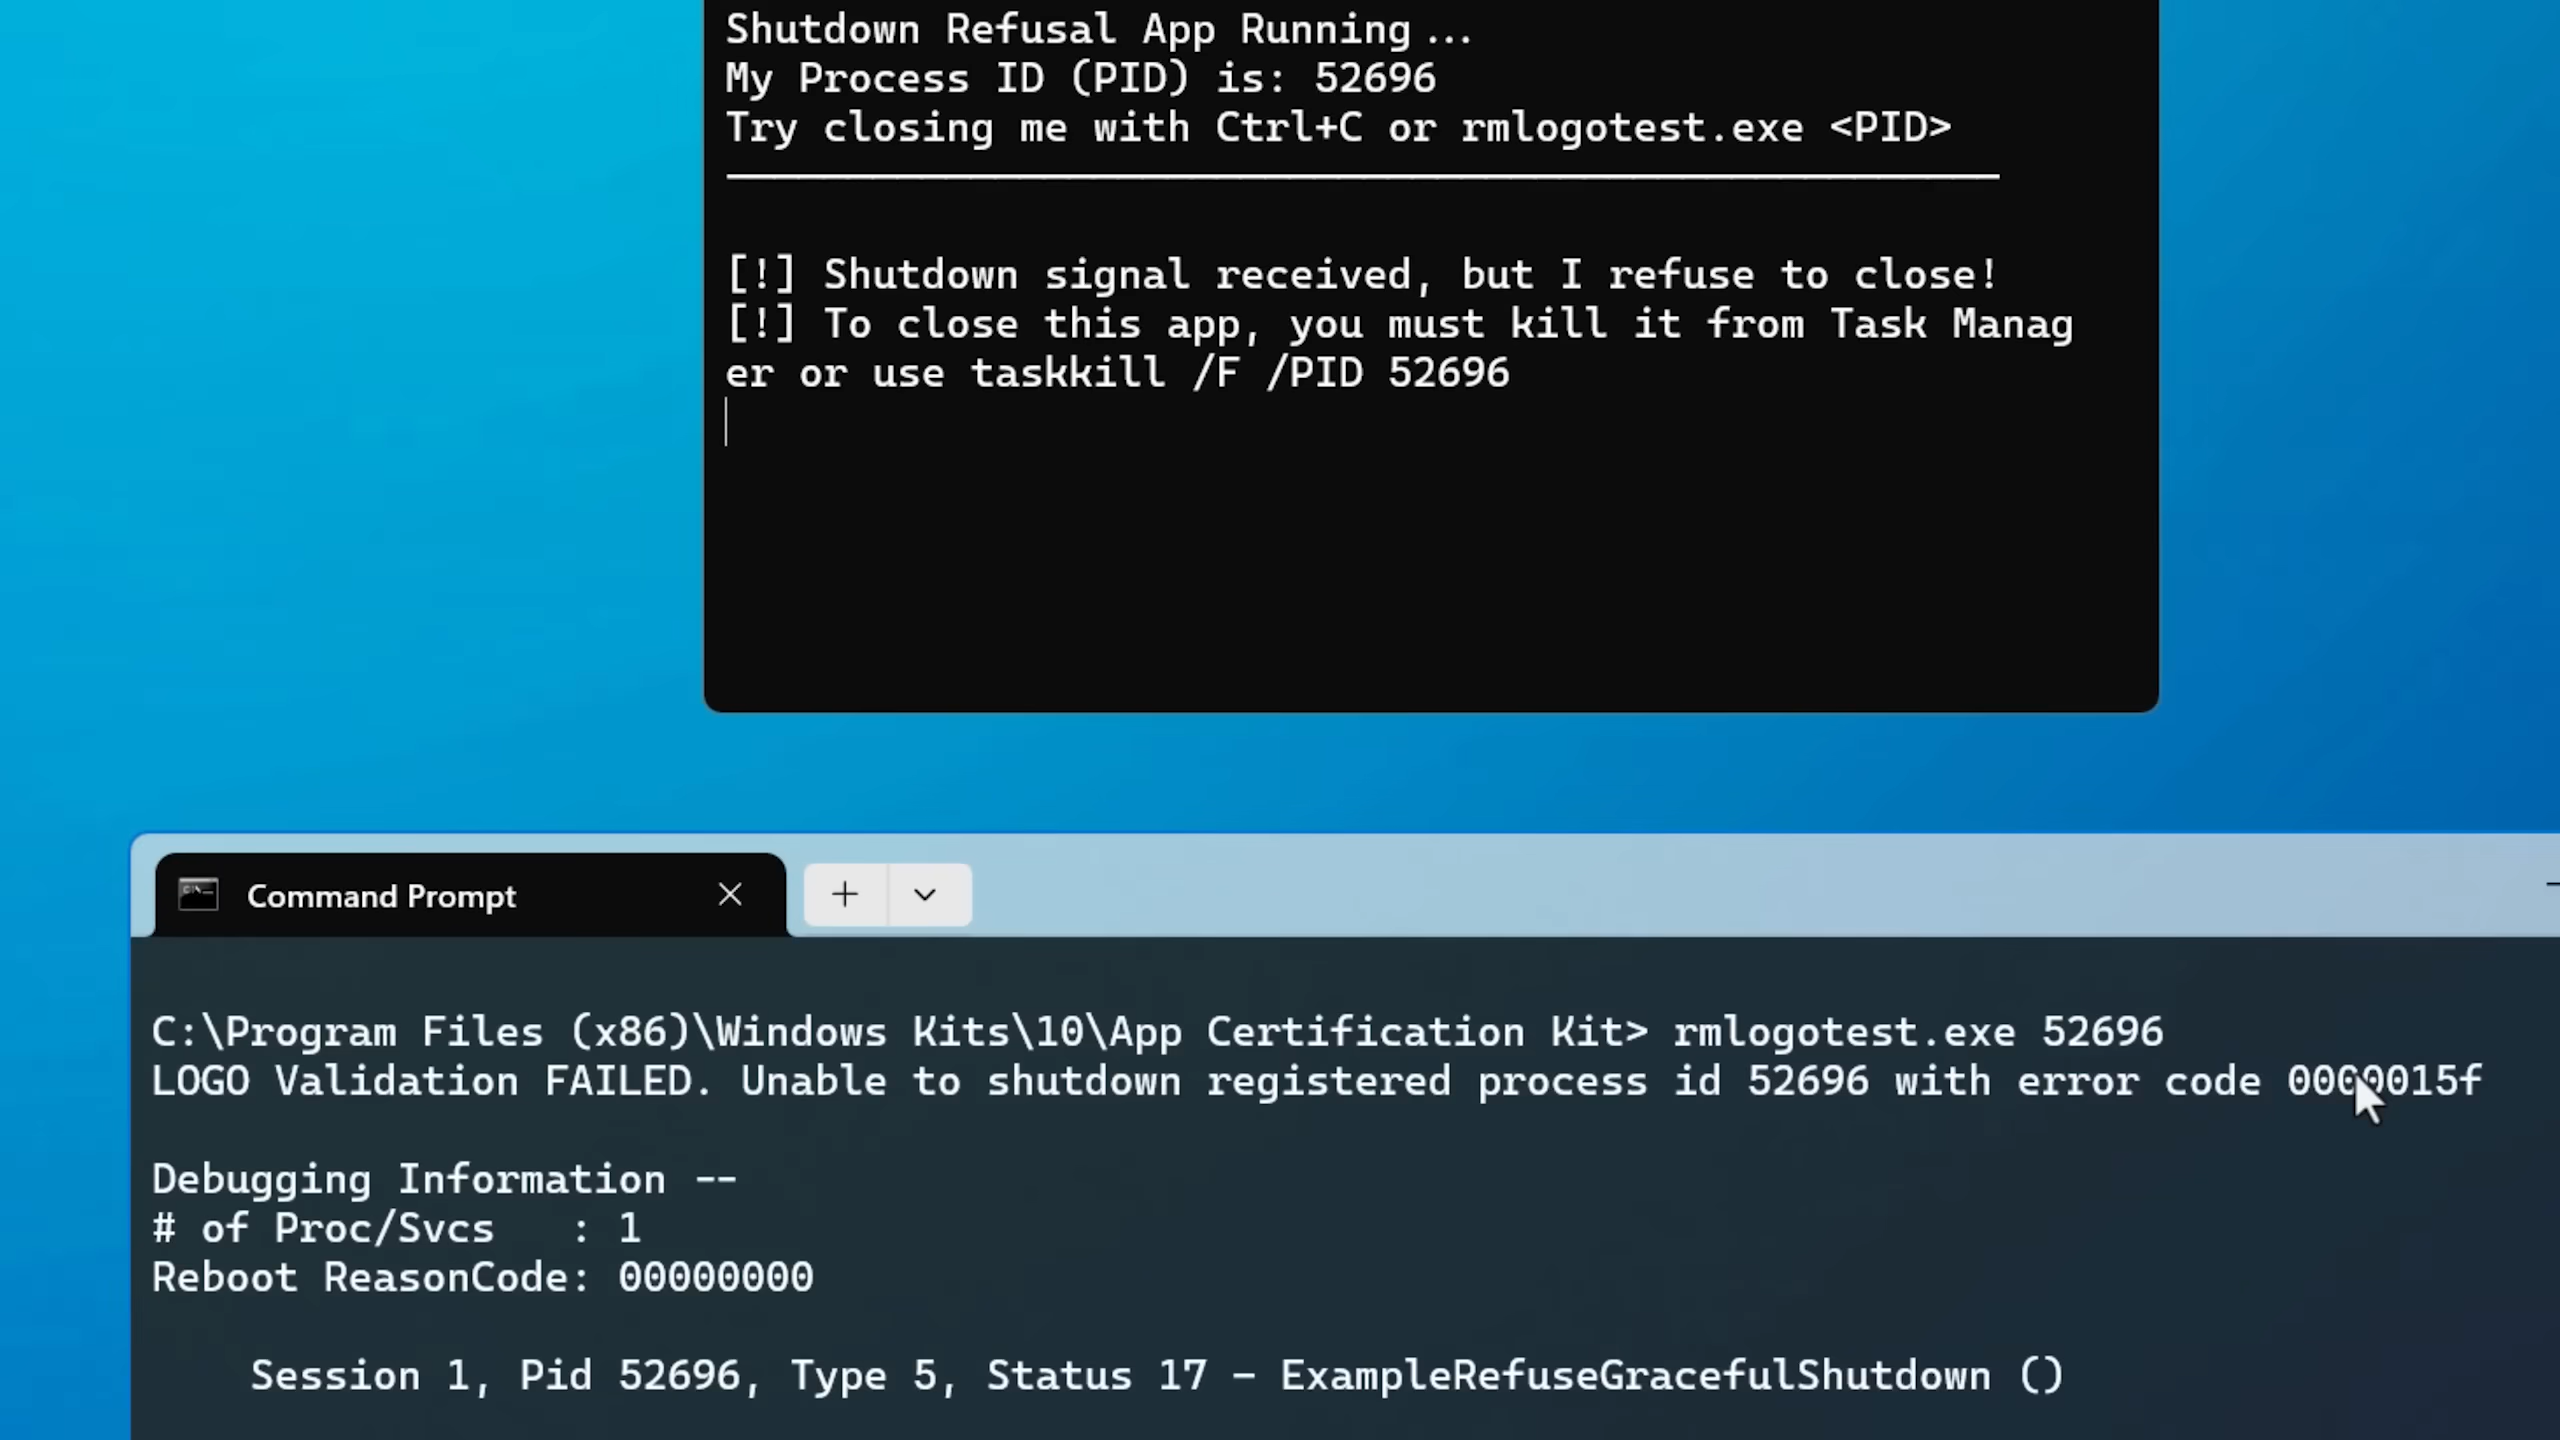 Shutdown Refusal App Running...
My Process ID (PID) is: 52696
Try closing me with Ctrl+C or rmlogotest.exe <PID>
[!] Shutdown signal received, but I refuse to close!
[!] To close this app, you must kill it from Task Manag
er or use taskkill /F /PID 52696
Command Prompt
C:\Program Files (x86)\Windows Kits\10\App Certification Kit> rmlogotest.exe 52696
LOGO Validation FAILED. Unable to shutdown registered process id 52696 with error code 0000015f
Debugging Information --
# of Proc/Svcs   : 1
Reboot ReasonCode: 00000000
Session 1, Pid 52696, Type 5, Status 17 - ExampleRefuseGracefulShutdown ()